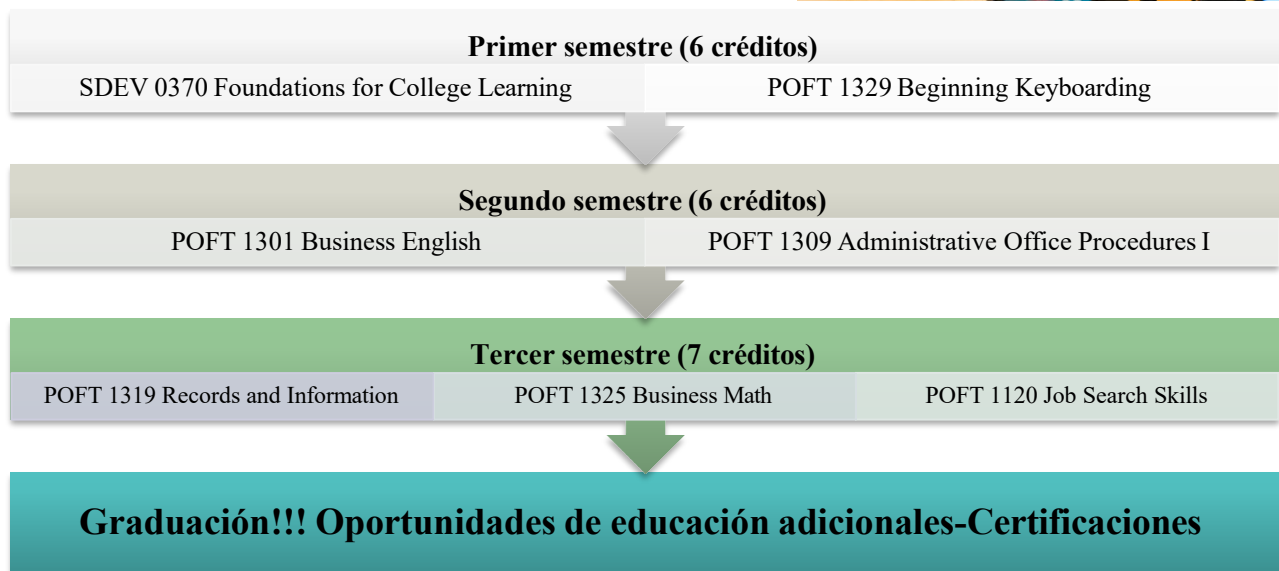 Primer semestre (6 créditos)
SDEV 0370 Foundations for College Learning
POFT 1329 Beginning Keyboarding
Segundo semestre (6 créditos)
POFT 1301 Business English
POFT 1309 Administrative Office Procedures I
Tercer semestre (7 créditos)
POFT 1319 Records and Information
POFT 1325 Business Math
POFT 1120 Job Search Skills
Graduación!!! Oportunidades de educación adicionales-Certificaciones